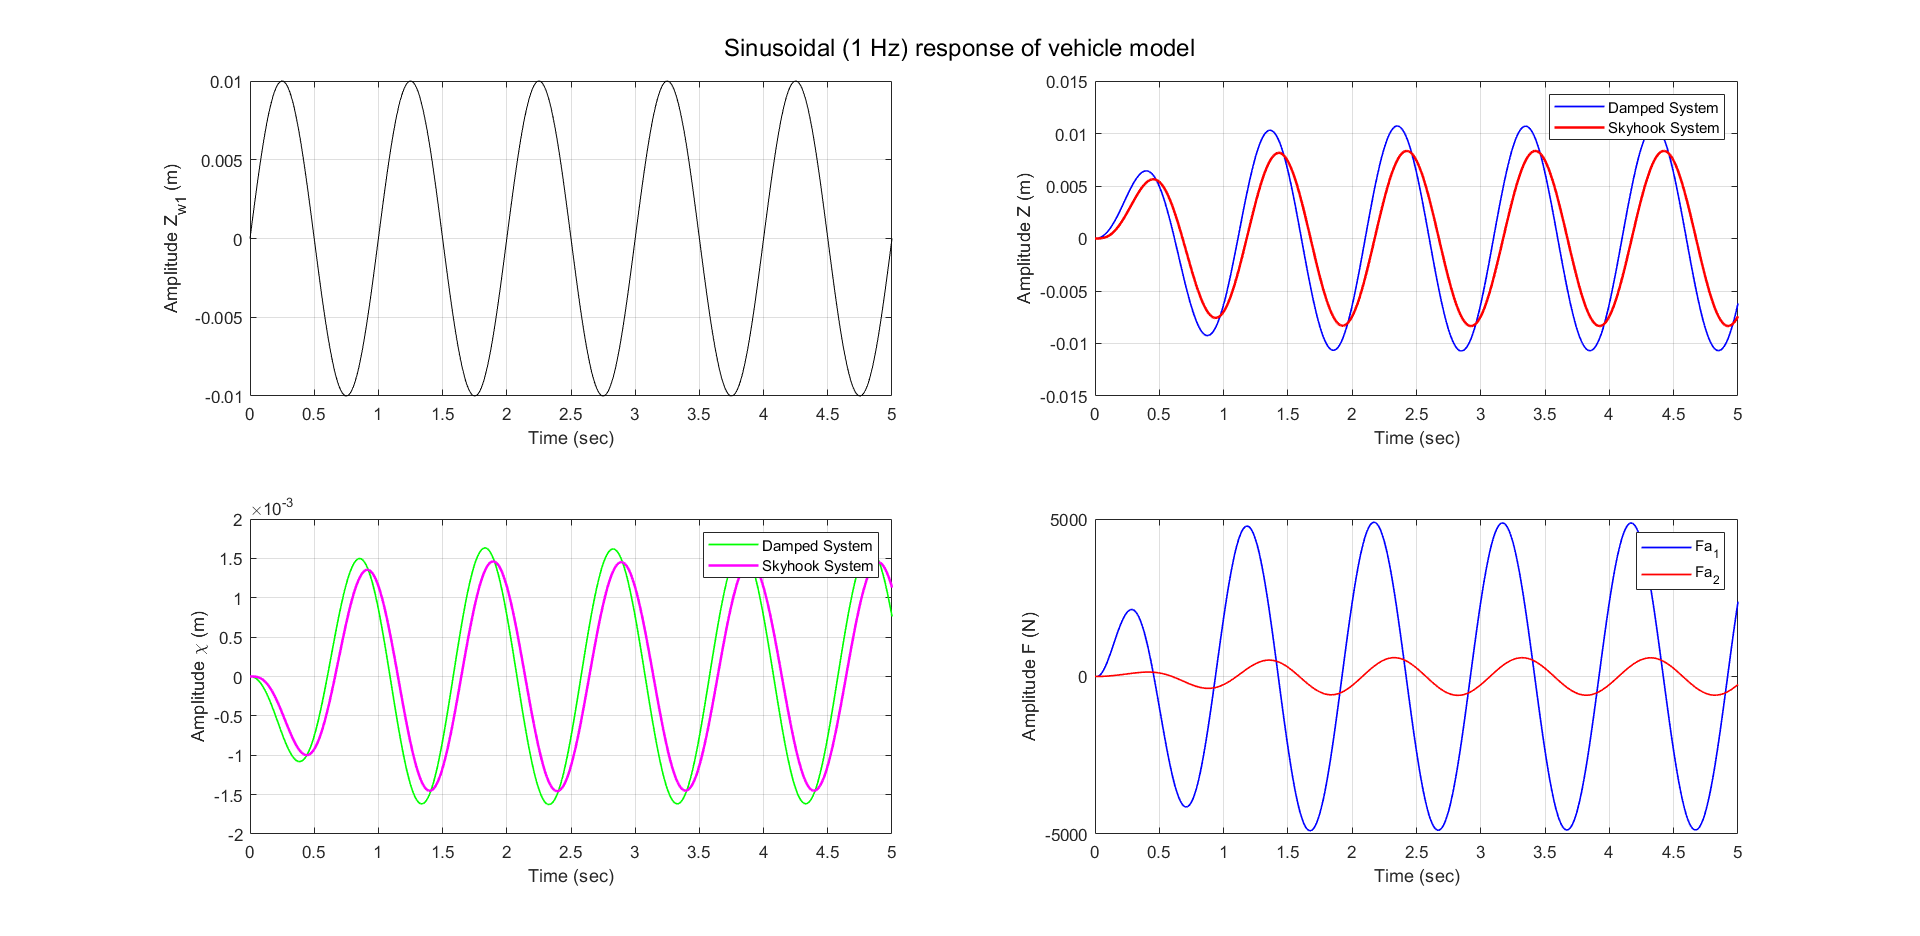 Sinusoidal (1 Hz) response of vehicle model
0.01
0.005
0
-0.005
-0.01
Amplitude Z_w1 (m)
0 0.5 1 1.5 2 2.5 3 3.5 4 4.5 5
Time (sec)
0.015
0.01
0.005
0
-0.005
-0.01
-0.015
Amplitude Z (m)
Damped System
Skyhook System
0 0.5 1 1.5 2 2.5 3 3.5 4 4.5 5
Time (sec)
×10^-3
2
1.5
1
0.5
0
-0.5
-1
-1.5
-2
Amplitude χ (m)
Damped System
Skyhook System
0 0.5 1 1.5 2 2.5 3 3.5 4 4.5 5
Time (sec)
5000
0
-5000
Amplitude F (N)
Fa_1
Fa_2
0 0.5 1 1.5 2 2.5 3 3.5 4 4.5 5
Time (sec)